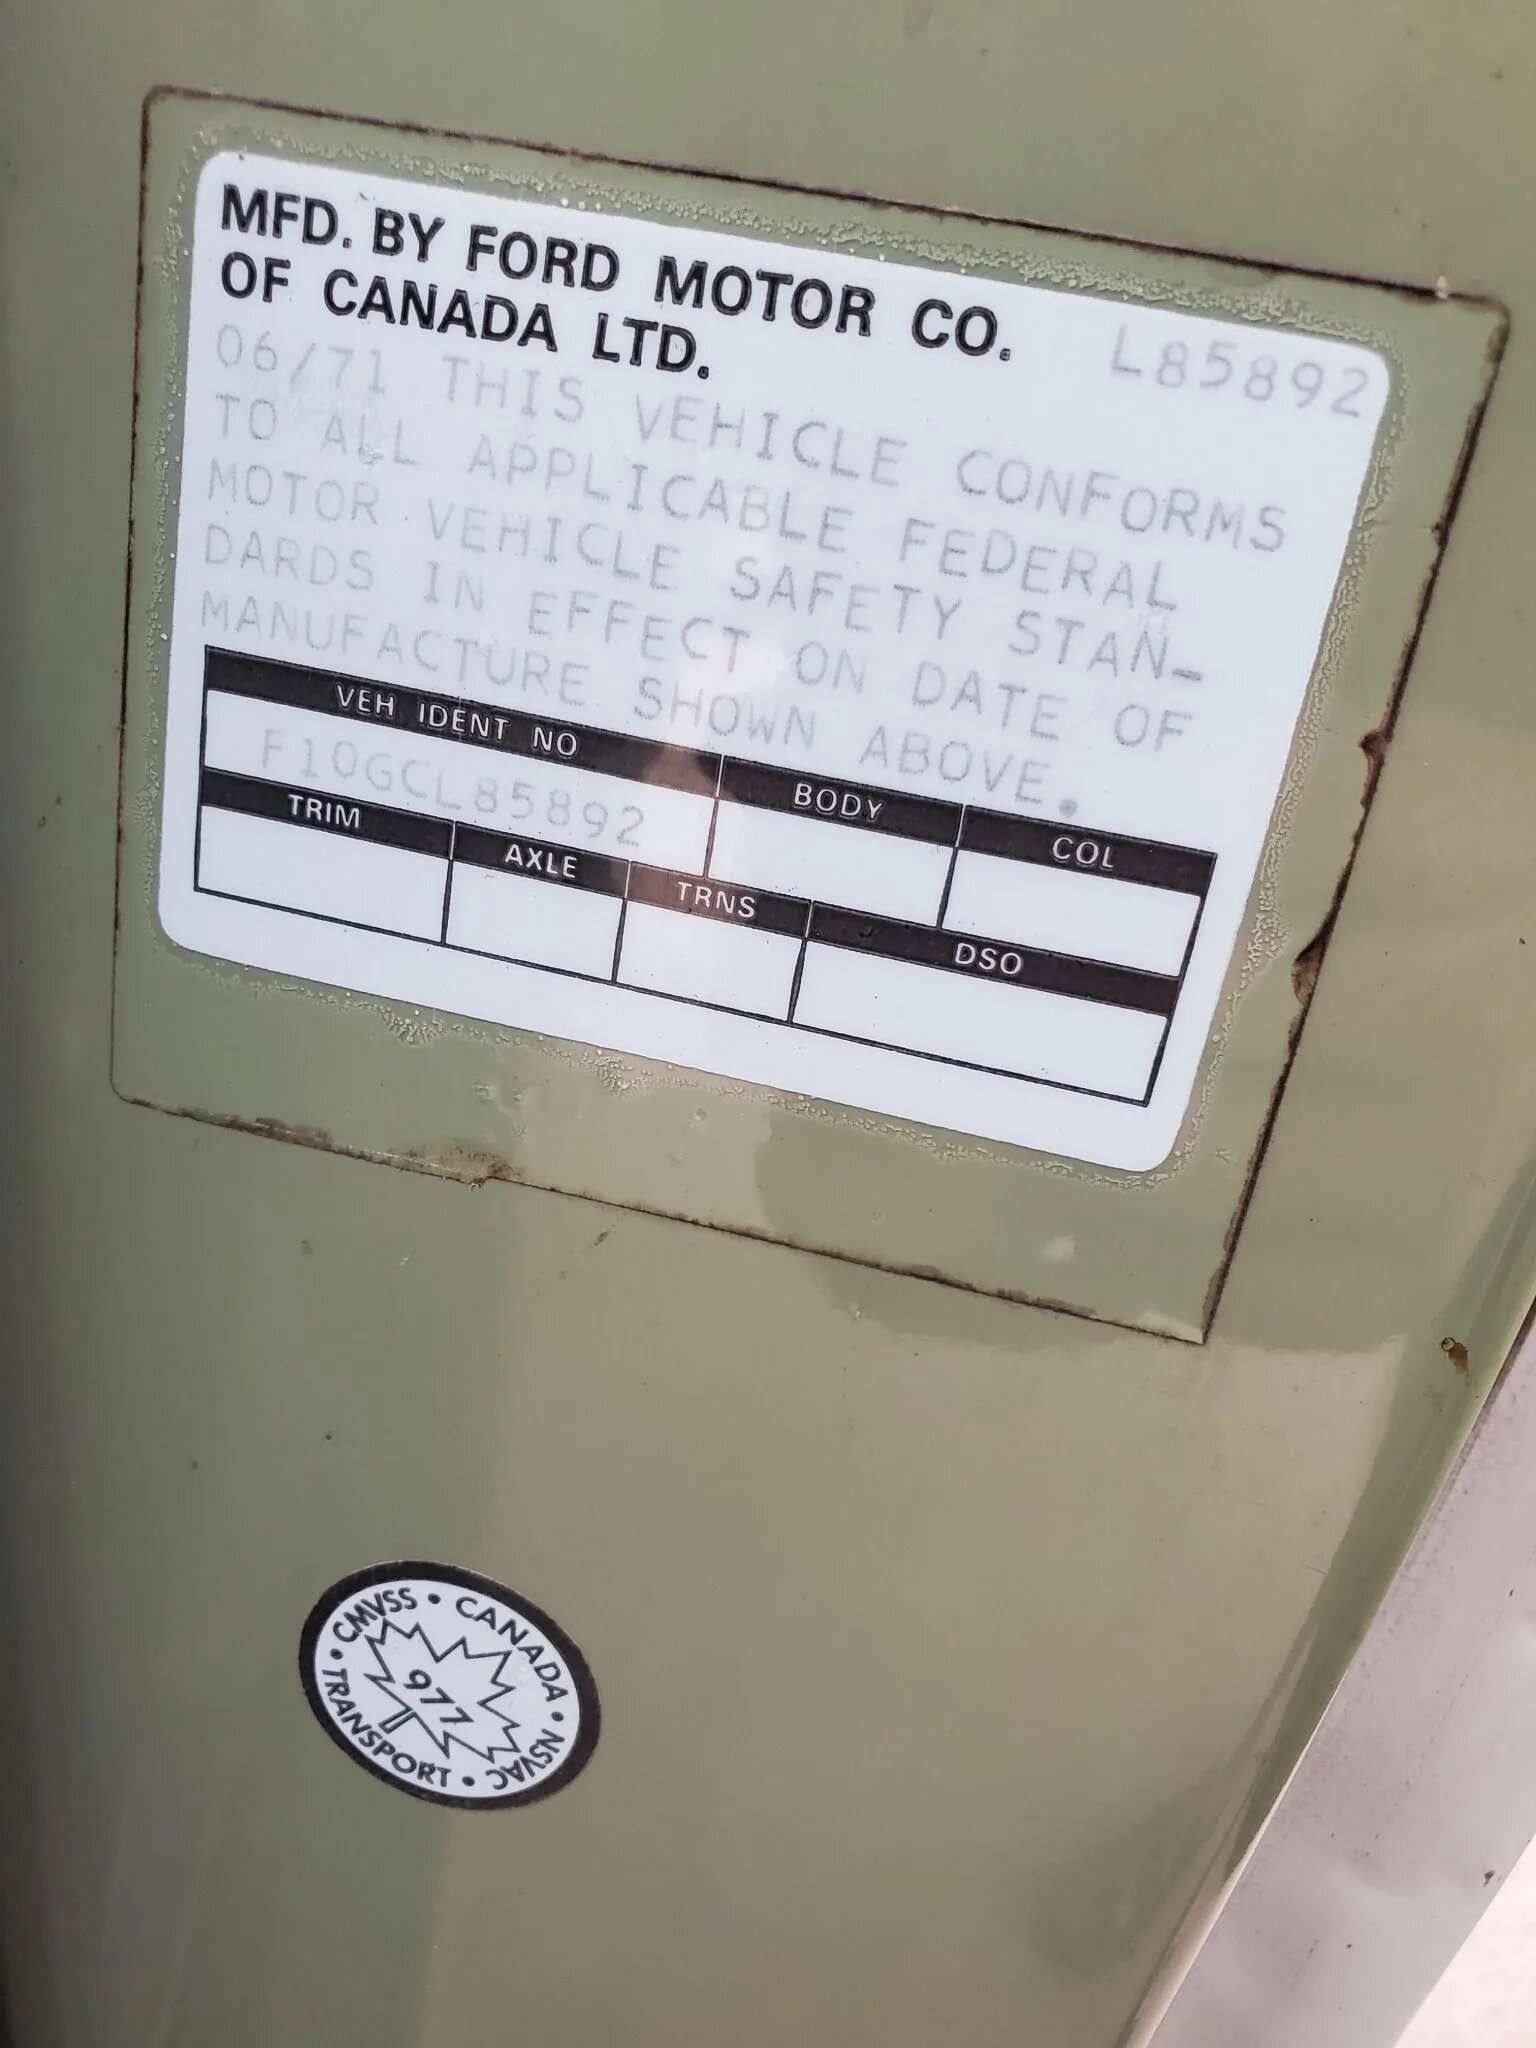 MFD. BY FORD MOTOR CO.
OF CANADA LTD.
L85892
06/71 THIS VEHICLE CONFORMS
TO ALL APPLICABLE FEDERAL
MOTOR VEHICLE SAFETY STAN-
DARDS IN EFFECT ON DATE OF
MANUFACTURE SHOWN ABOVE.
VEH IDENT NO
BODY
COL
F10GCL85892
TRIM
AXLE
TRNS
DSO
CMVSS • CANADA • NSVAC • TRANSPORT •
977